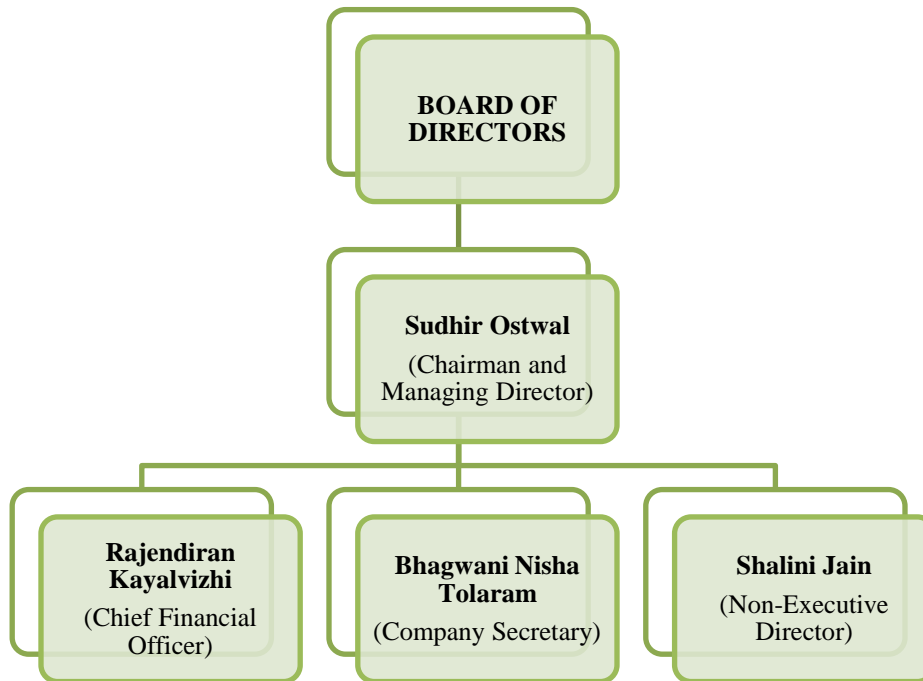 BOARD OF
DIRECTORS
Sudhir Ostwal
(Chairman and
Managing Director)
Rajendiran
Kayalvizhi
(Chief Financial
Officer)
Bhagwani Nisha
Tolaram
(Company Secretary)
Shalini Jain
(Non-Executive
Director)